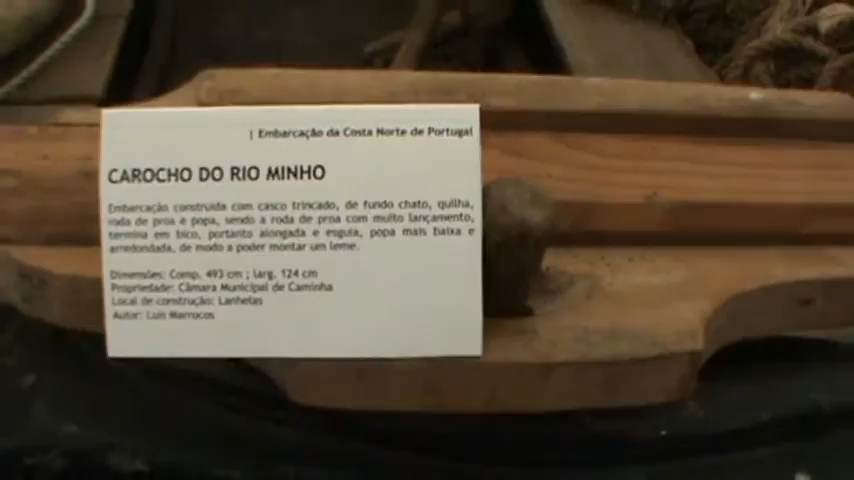 | Embarcação da Costa Norte de Portugal
CAROCHO DO RIO MINHO
Embarcação construída com casco trincado, de fundo chato, quilha,
roda de proa e popa, sendo a roda de proa com muito lançamento,
termina em bico, portanto alongada e esguia, popa mais baixa e
arredondada, de modo a poder montar um leme.
Dimensões: Comp. 493 cm ; larg. 124 cm
Propriedade: Câmara Municipal de Caminha
Local de construção: Lanhelas
Autor: Luís Marrocos